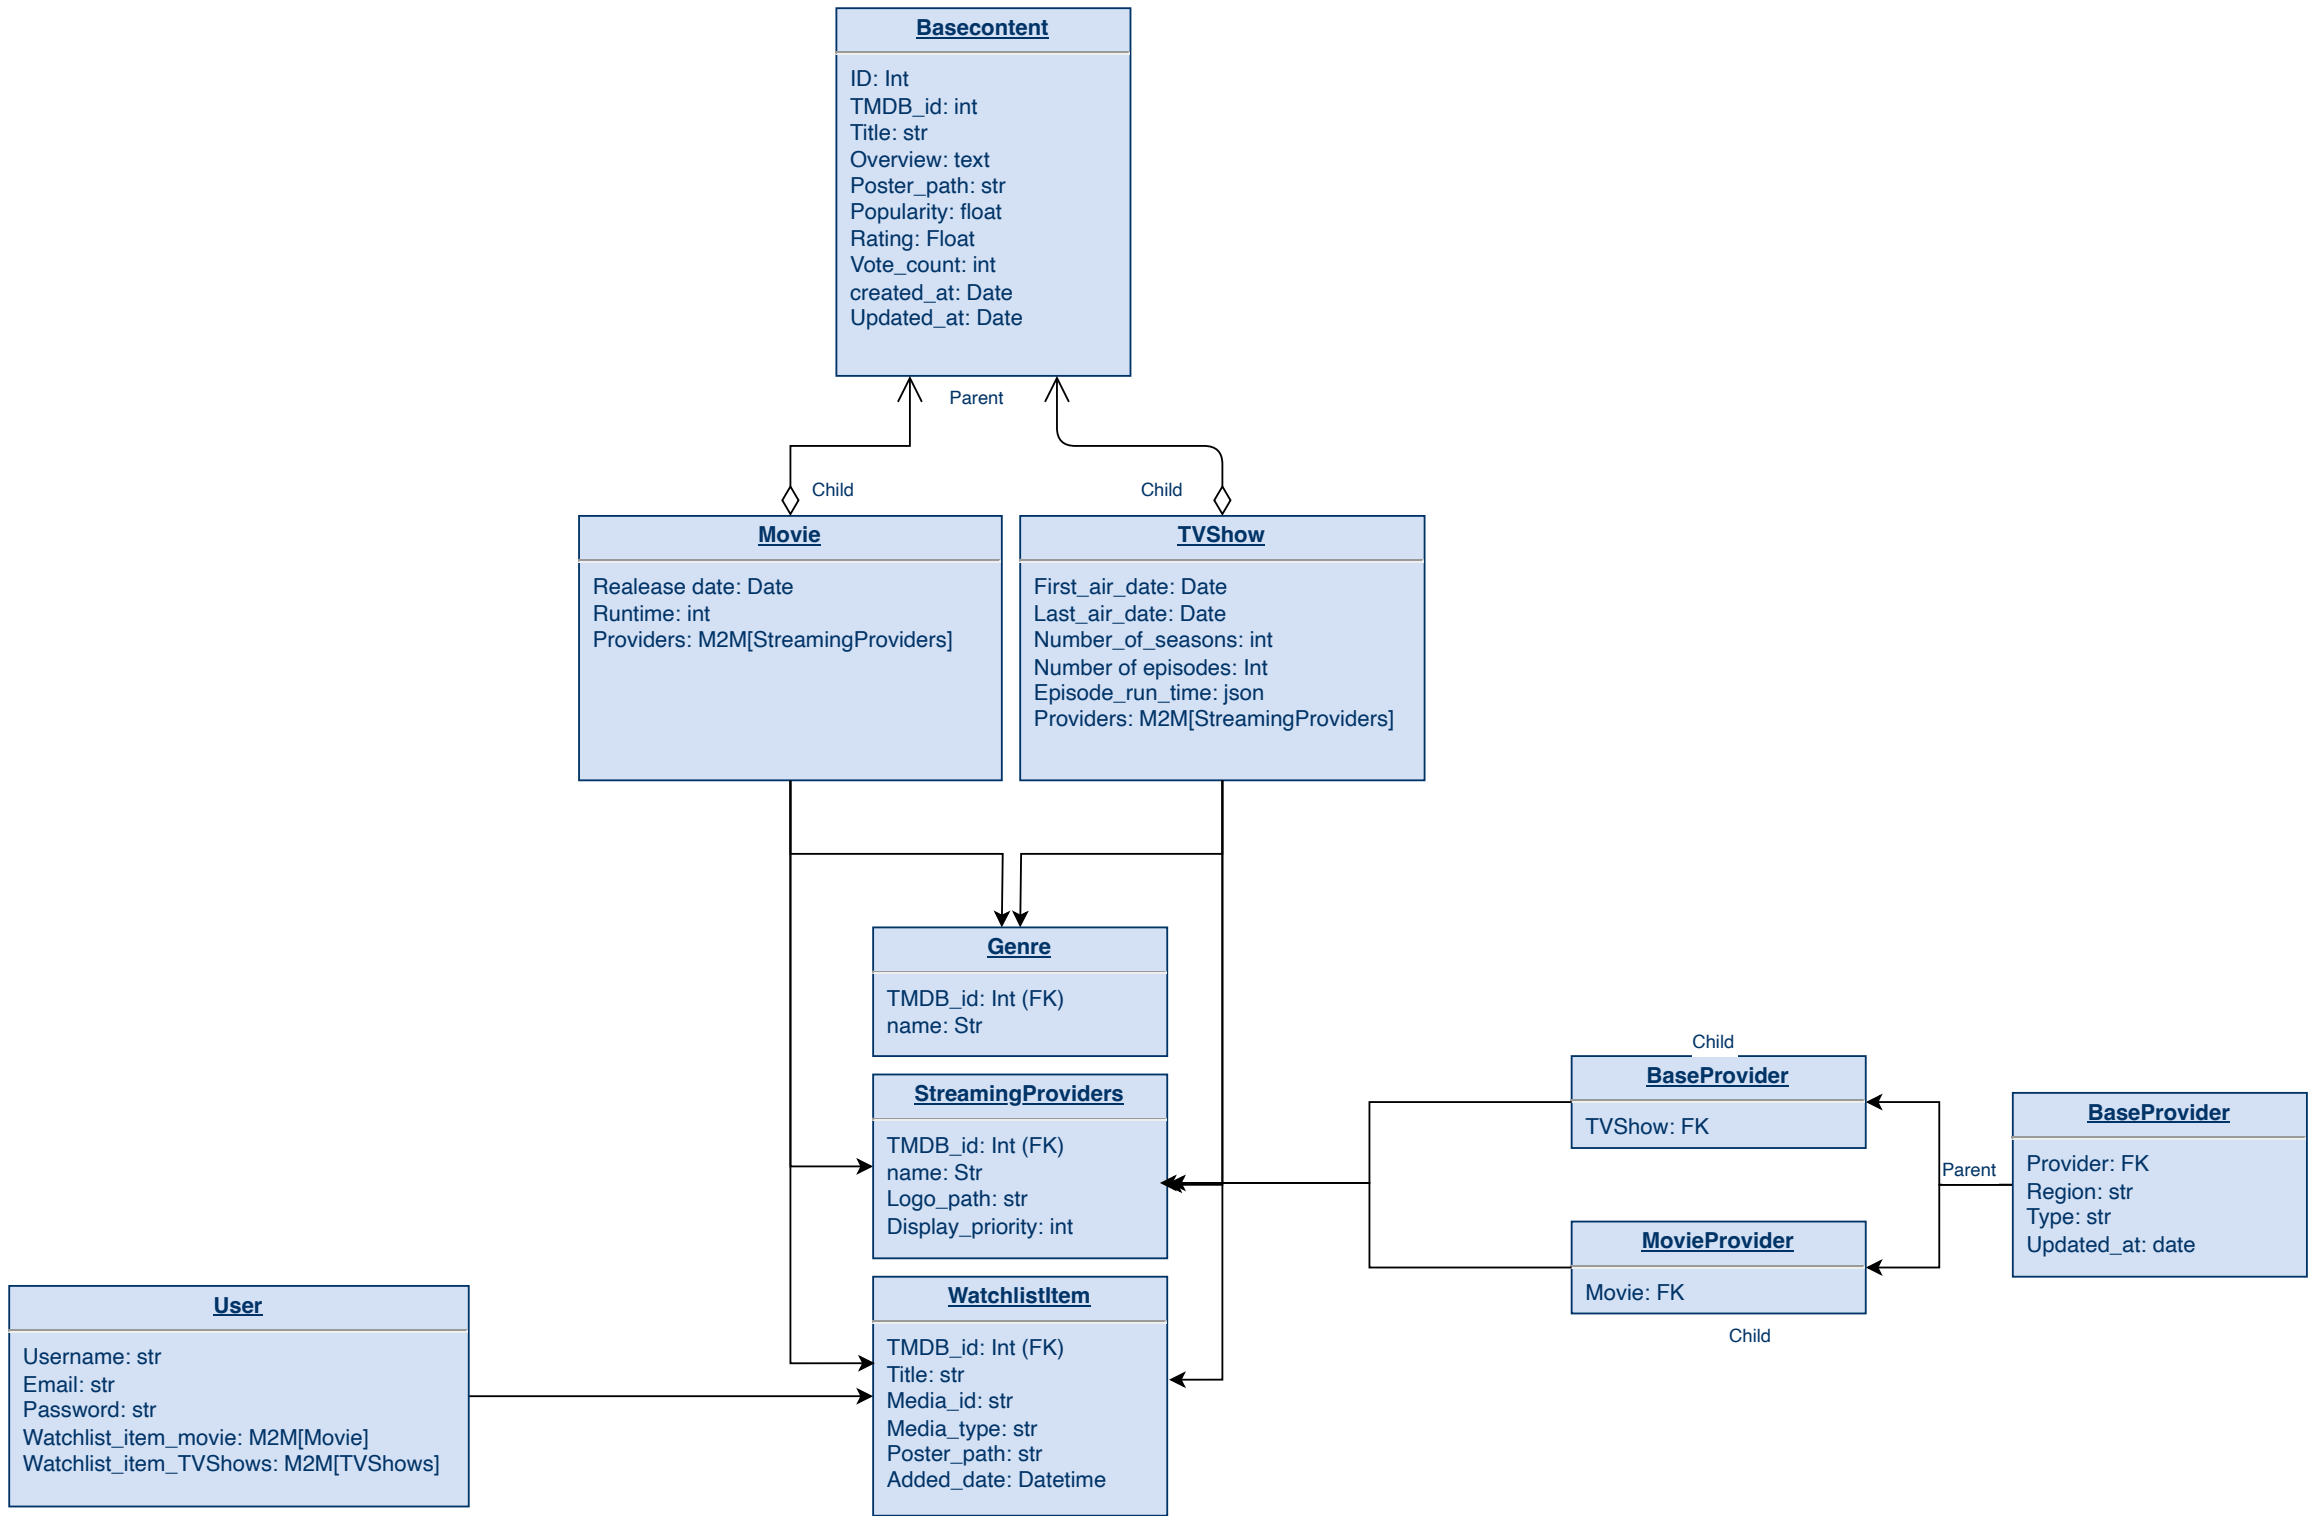 Basecontent
ID: Int
TMDB_id: int
Title: str
Overview: text
Poster_path: str
Popularity: float
Rating: Float
Vote_count: int
created_at: Date
Updated_at: Date
Parent
Child
Child
Movie
Realease date: Date
Runtime: int
Providers: M2M[StreamingProviders]
TVShow
First_air_date: Date
Last_air_date: Date
Number_of_seasons: int
Number of episodes: Int
Episode_run_time: json
Providers: M2M[StreamingProviders]
Genre
TMDB_id: Int (FK)
name: Str
StreamingProviders
TMDB_id: Int (FK)
name: Str
Logo_path: str
Display_priority: int
Child
BaseProvider
TVShow: FK
Parent
BaseProvider
Provider: FK
Region: str
Type: str
Updated_at: date
MovieProvider
Movie: FK
Child
User
Username: str
Email: str
Password: str
Watchlist_item_movie: M2M[Movie]
Watchlist_item_TVShows: M2M[TVShows]
WatchlistItem
TMDB_id: Int (FK)
Title: str
Media_id: str
Media_type: str
Poster_path: str
Added_date: Datetime